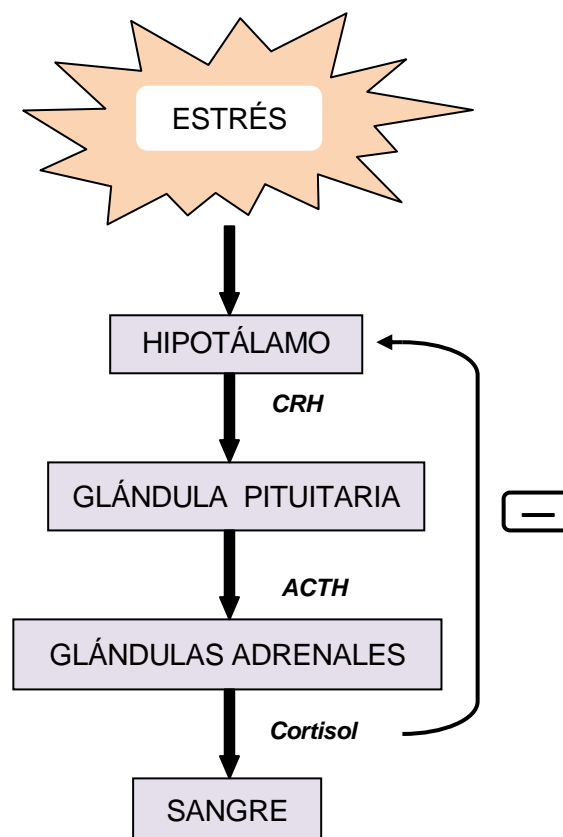 ESTRÉS
HIPOTÁLAMO
CRH
GLÁNDULA PITUITARIA
—
ACTH
GLÁNDULAS ADRENALES
Cortisol
SANGRE